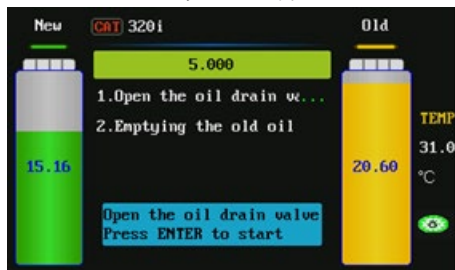 New CAT 320i Old
5.000
1.Open the oil drain va...
2.Emptying the old oil
TEMP
31.0
°C
15.16
20.60
Open the oil drain valve
Press ENTER to start